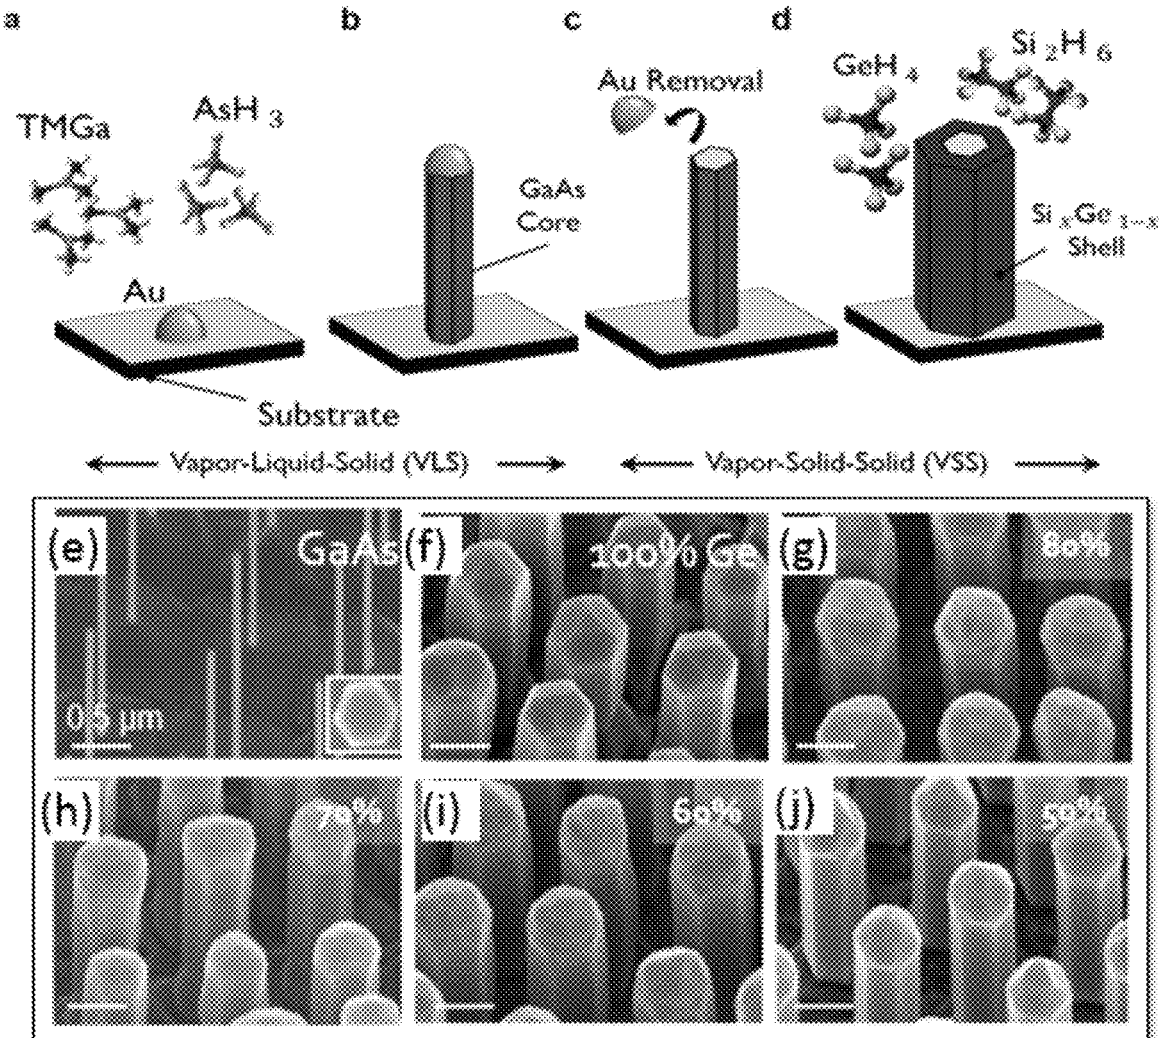 a
b
c
d
TMGa
AsH 3
Au
Substrate
GaAs
Core
Au Removal
GeH 4
Si 2H 6
Si xGe 1-x
Shell
Vapor-Liquid-Solid (VLS)
Vapor-Solid-Solid (VSS)
(e)
GaAs
0.5 µm
(f)
100% Ge
(g)
80%
(h)
70%
(i)
60%
(j)
50%